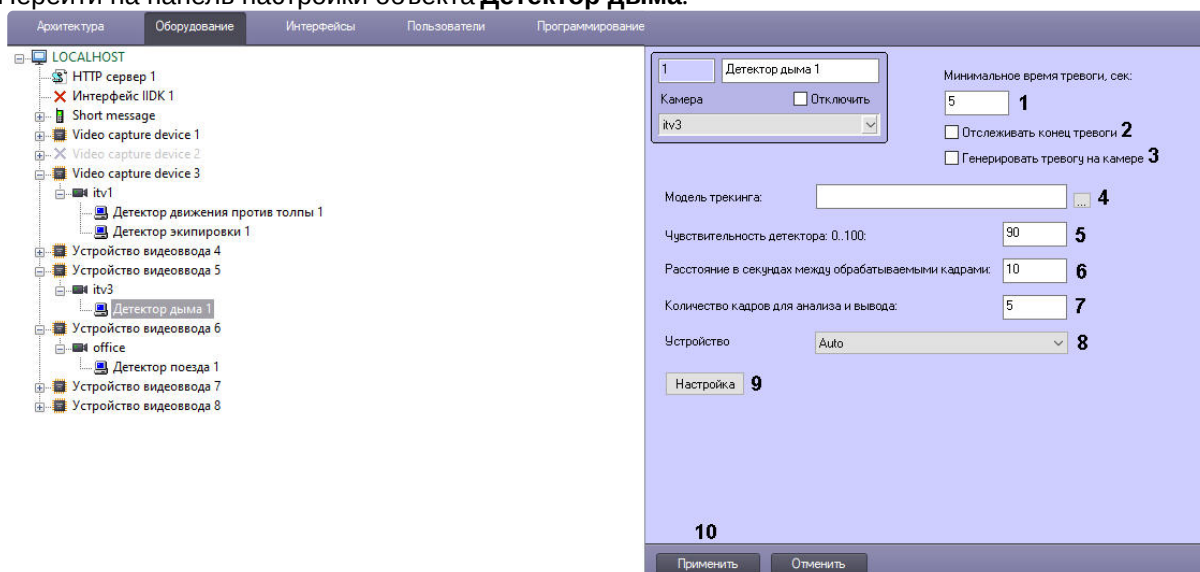 Перейти на панель настройки объекта Детектор дыма.
Архитектура Оборудование Интерфейсы Пользователи Программирование
LOCALHOST
HTTP сервер 1
Интерфейс IIDK 1
Short message
Video capture device 1
Video capture device 2
Video capture device 3
itv1
Детектор движения против толпы 1
Детектор экипировки 1
Устройство видеоввода 4
Устройство видеоввода 5
itv3
Детектор дыма 1
Устройство видеоввода 6
office
Детектор поезда 1
Устройство видеоввода 7
Устройство видеоввода 8
1 Детектор дыма 1
Камера Отключить
itv3
Минимальное время тревоги, сек:
5 1
Отслеживать конец тревоги 2
Генерировать тревогу на камере 3
Модель трекинга: ... 4
Чувствительность детектора: 0..100: 90 5
Расстояние в секундах между обрабатываемыми кадрами: 10 6
Количество кадров для анализа и вывода: 5 7
Устройство Auto 8
Настройка 9
10
Применить Отменить